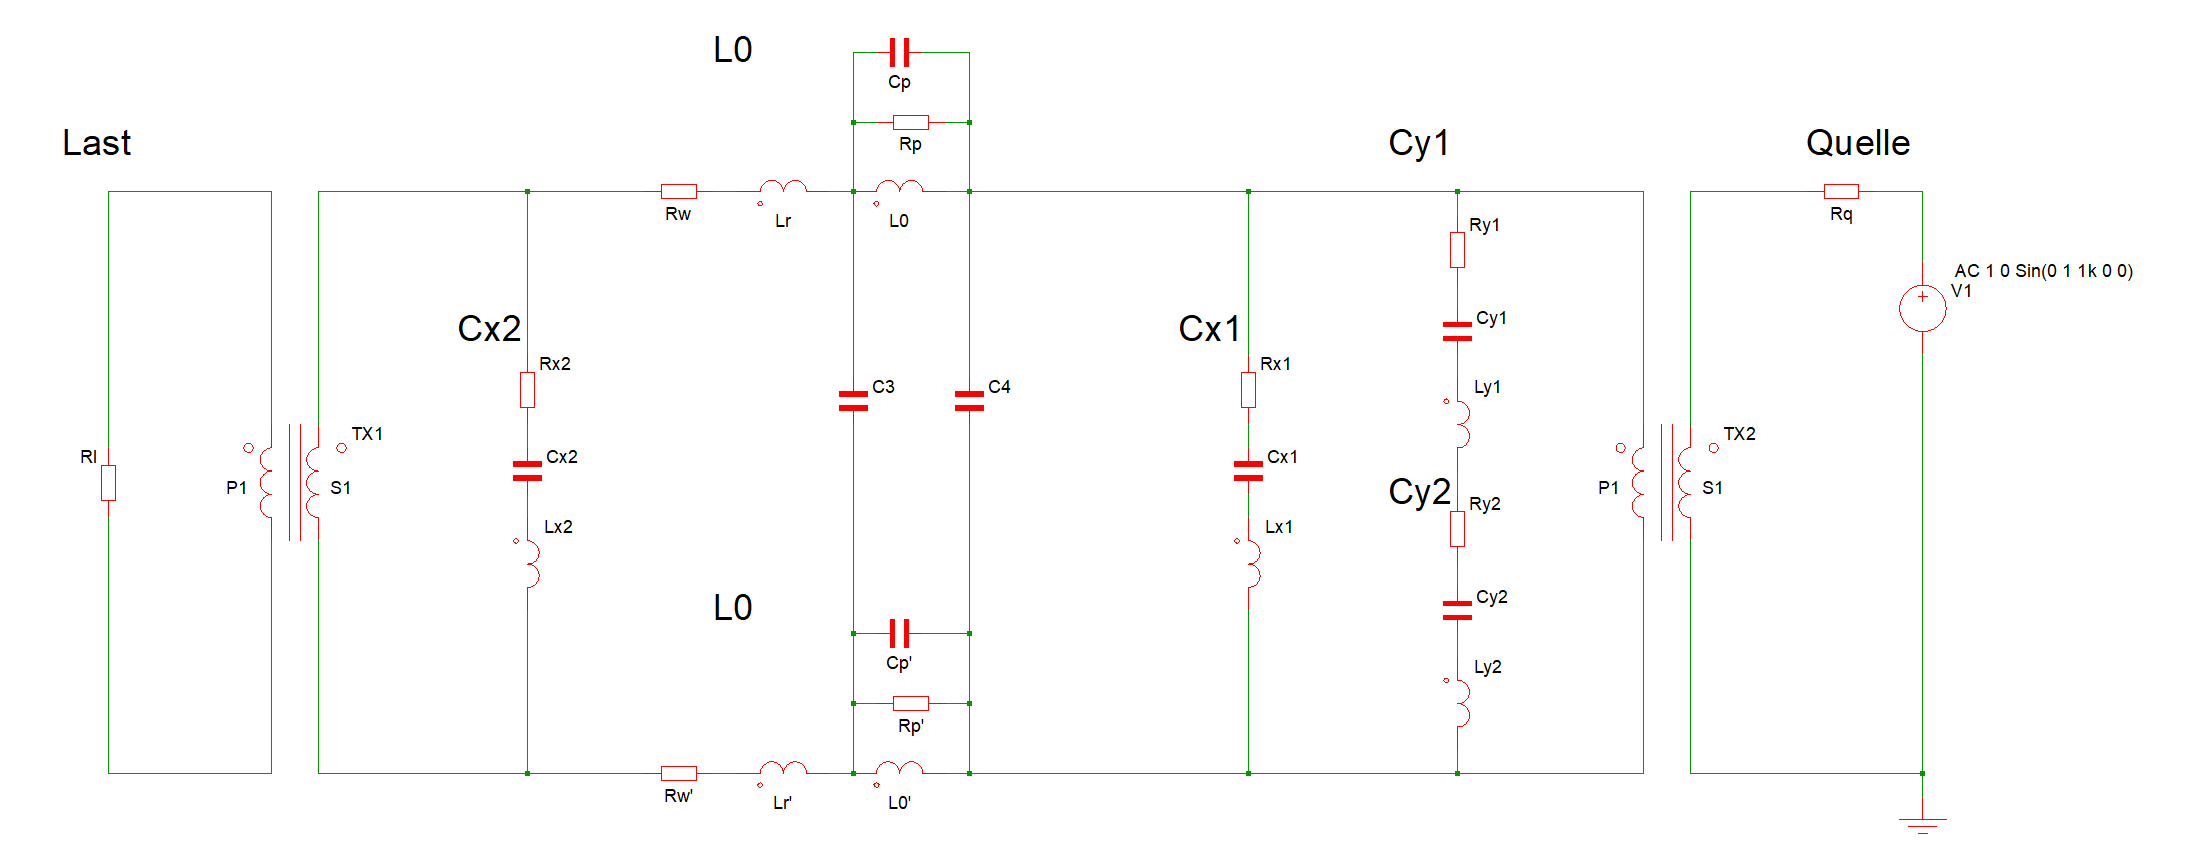 L0
Cp
Rp
Last
Cy1
Quelle
Rw
Lr
L0
Ry1
Rq
AC 1 0 Sin(0 1 1k 0 0)
V1
Cx2
Cx1
Cy1
Rx2
Rx1
C3
C4
Ly1
TX1
TX2
Rl
Cx2
Cx1
P1
S1
Cy2
P1
S1
Ry2
Lx2
Lx1
L0
Cy2
Cp'
Ly2
Rp'
Rw'
Lr'
L0'